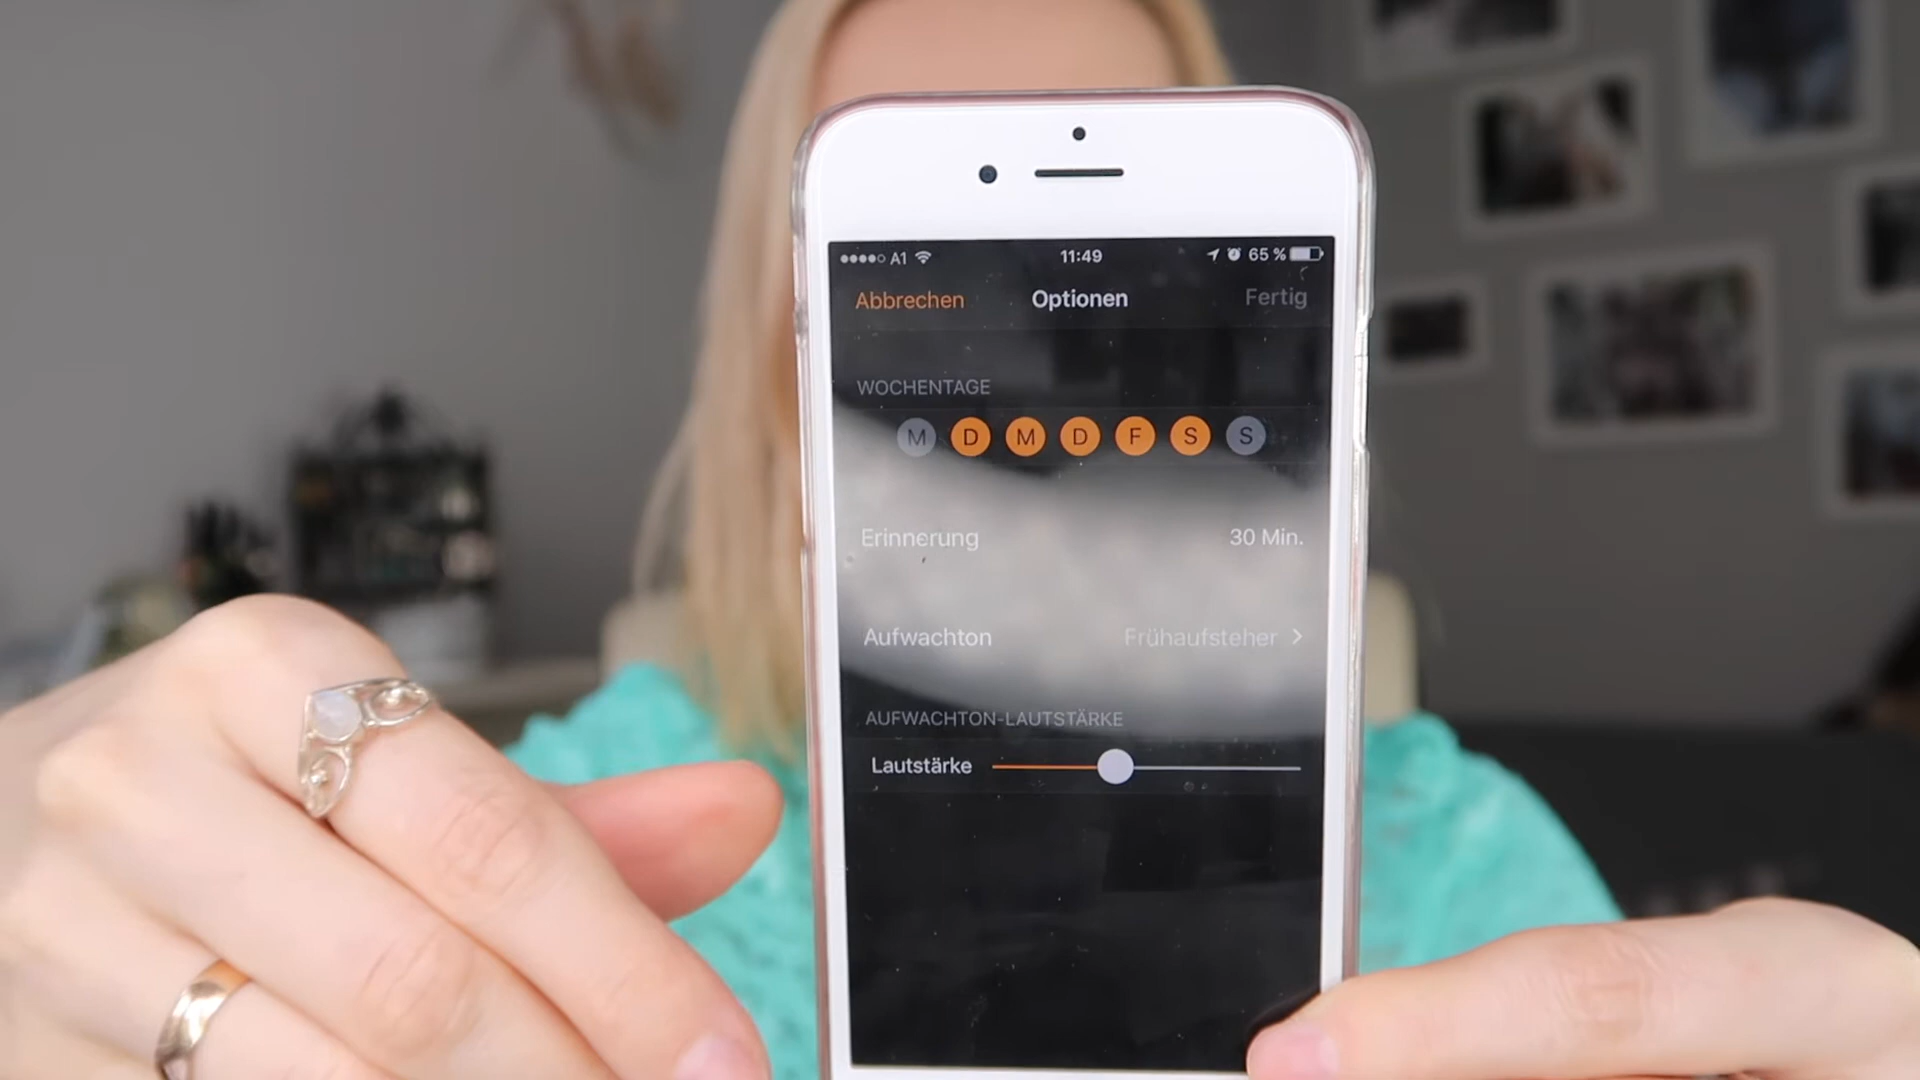 A1 11:49 65 %
Abbrechen Optionen Fertig
WOCHENTAGE
M D M D F S S
Erinnerung 30 Min.
Aufwachton Frühaufsteher
AUFWACHTON-LAUTSTÄRKE
Lautstärke